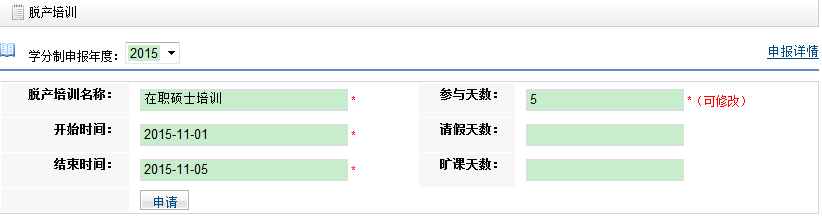 脱产培训
学分制申报年度： 2015 申报详情
脱产培训名称： 在职硕士培训 * 参与天数： 5 *（可修改）
开始时间： 2015-11-01 * 请假天数：
结束时间： 2015-11-05 * 旷课天数：
申请